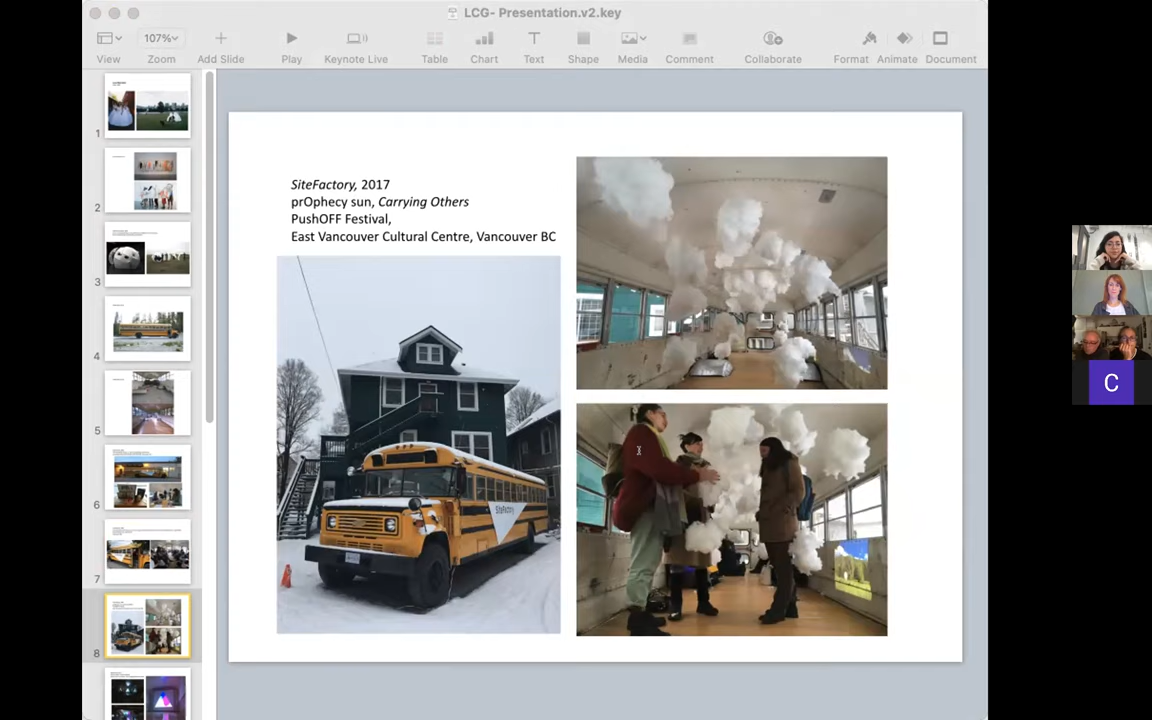 LCG- Presentation.v2.key
107%
View
Zoom
Add Slide
Play
Keynote Live
Table
Chart
Text
Shape
Media
Comment
Collaborate
Format
Animate
Document
1
2
3
4
5
6
7
8
SiteFactory, 2017
prOphecy sun, Carrying Others
PushOFF Festival,
East Vancouver Cultural Centre, Vancouver BC
SiteFactory
C